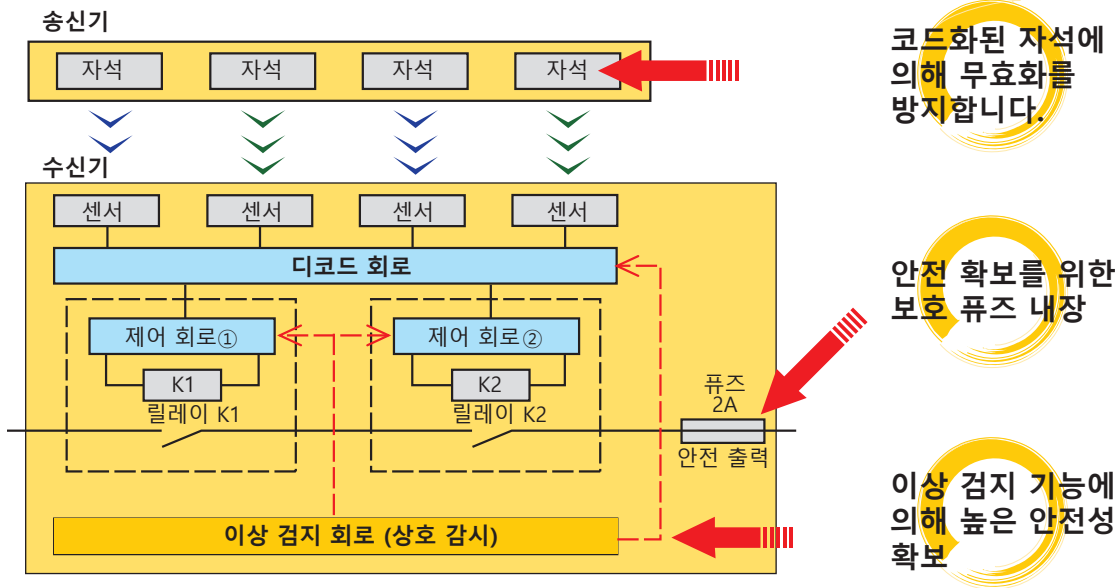 송신기
자석
자석
자석
자석
코드화된 자석에
의해 무효화를
방지합니다.
수신기
센서
센서
센서
센서
디코드 회로
안전 확보를 위한
보호 퓨즈 내장
제어 회로①
제어 회로②
K1
K2
릴레이 K1
릴레이 K2
퓨즈
2A
안전 출력
이상 검지 회로 (상호 감시)
이상 검지 기능에
의해 높은 안전성
확보